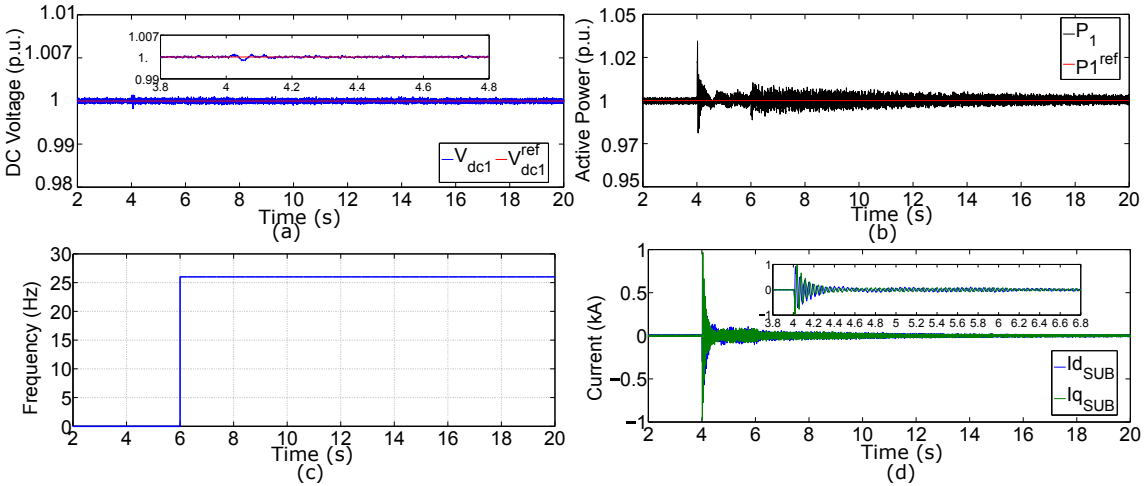 1.01
1.007
1
0.99
0.98
DC Voltage (p.u.)
1.007
1.
0.99
3.8 4 4.2 4.4 4.6 4.8
V_dc1 V_dc1^ref
2 4 6 8 10 12 14 16 18 20
Time (s)
(a)
1.05
1.02
1
0.97
0.95
Active Power (p.u.)
P_1
P1^ref
2 4 6 8 10 12 14 16 18 20
Time (s)
(b)
30
25
20
15
10
5
0
Frequency (Hz)
2 4 6 8 10 12 14 16 18 20
Time (s)
(c)
1
0.5
0
−0.5
−1
Current (kA)
1
0
−1
3.8 4 4.2 4.4 4.6 4.8 5 5.2 5.4 5.6 5.8 6 6.2 6.4 6.6 6.8
Id_SUB
Iq_SUB
2 4 6 8 10 12 14 16 18 20
Time (s)
(d)